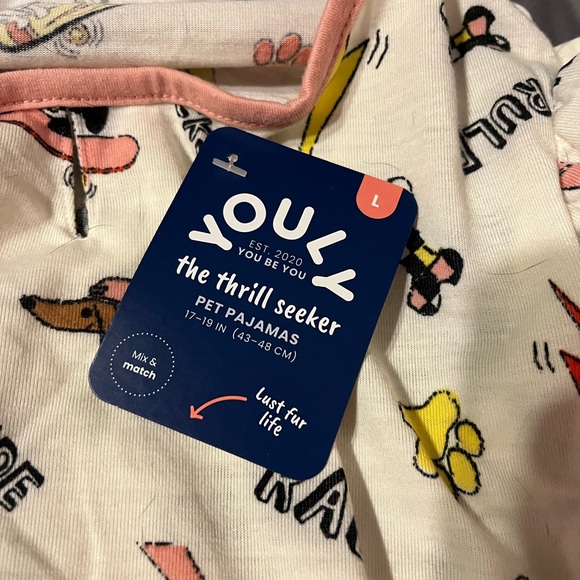 L
YOULY
EST. 2020
YOU BE YOU
the thrill seeker
PET PAJAMAS
17–19 IN (43–48 CM)
Mix &
match
Lust fur
life
RULE